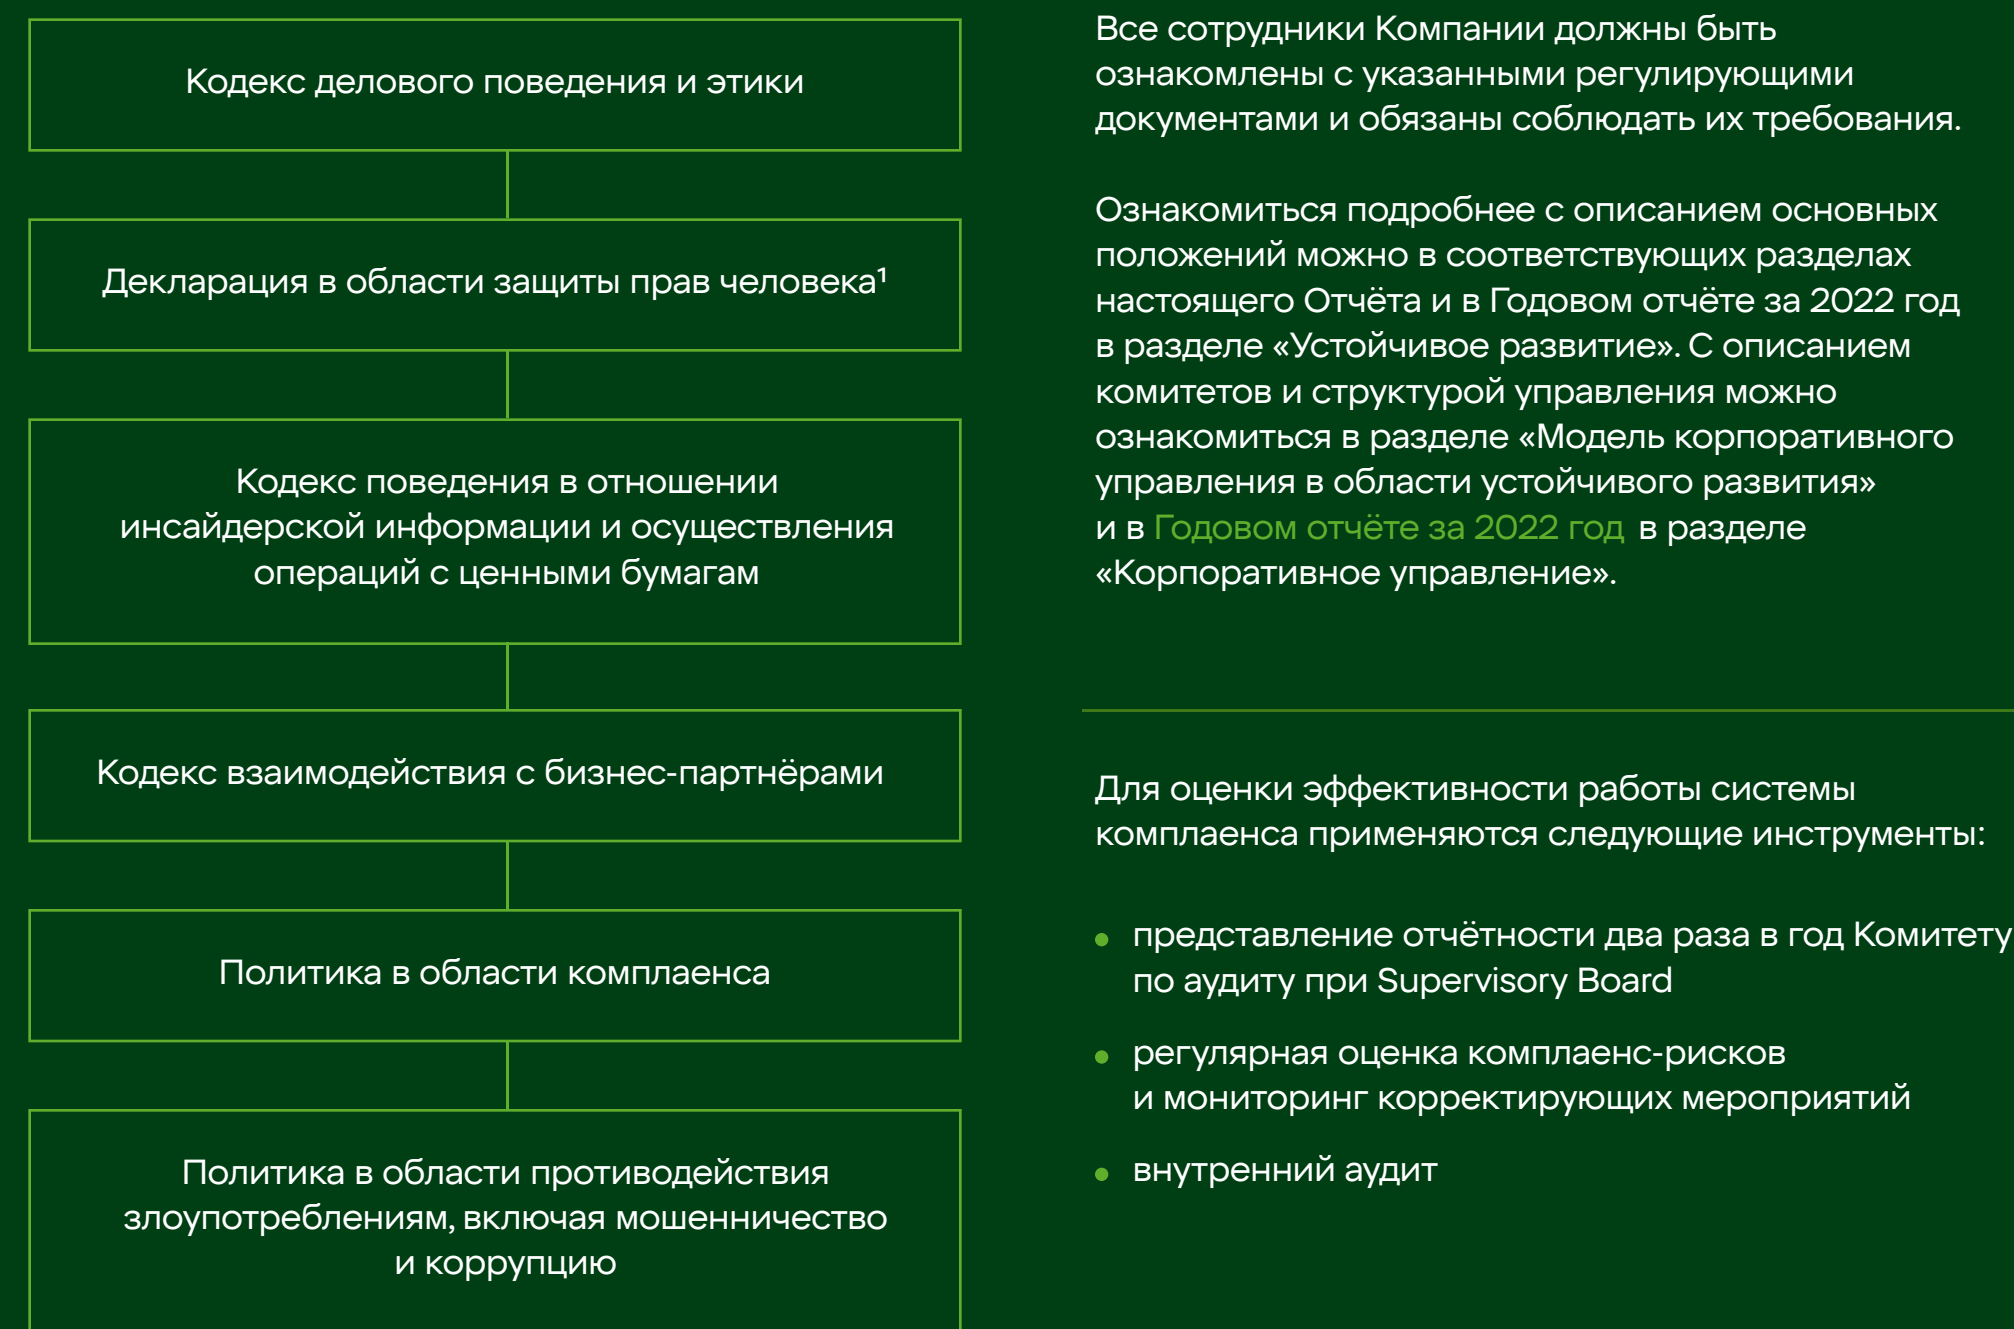 Кодекс делового поведения и этики
Декларация в области защиты прав человека¹
Кодекс поведения в отношении
инсайдерской информации и осуществления
операций с ценными бумагам
Кодекс взаимодействия с бизнес-партнёрами
Политика в области комплаенса
Политика в области противодействия
злоупотреблениям, включая мошенничество
и коррупцию
Все сотрудники Компании должны быть
ознакомлены с указанными регулирующими
документами и обязаны соблюдать их требования.
Ознакомиться подробнее с описанием основных
положений можно в соответствующих разделах
настоящего Отчёта и в Годовом отчёте за 2022 год
в разделе «Устойчивое развитие». С описанием
комитетов и структурой управления можно
ознакомиться в разделе «Модель корпоративного
управления в области устойчивого развития»
и в Годовом отчёте за 2022 год в разделе
«Корпоративное управление».
Для оценки эффективности работы системы
комплаенса применяются следующие инструменты:
представление отчётности два раза в год Комитету
по аудиту при Supervisory Board
регулярная оценка комплаенс-рисков
и мониторинг корректирующих мероприятий
внутренний аудит